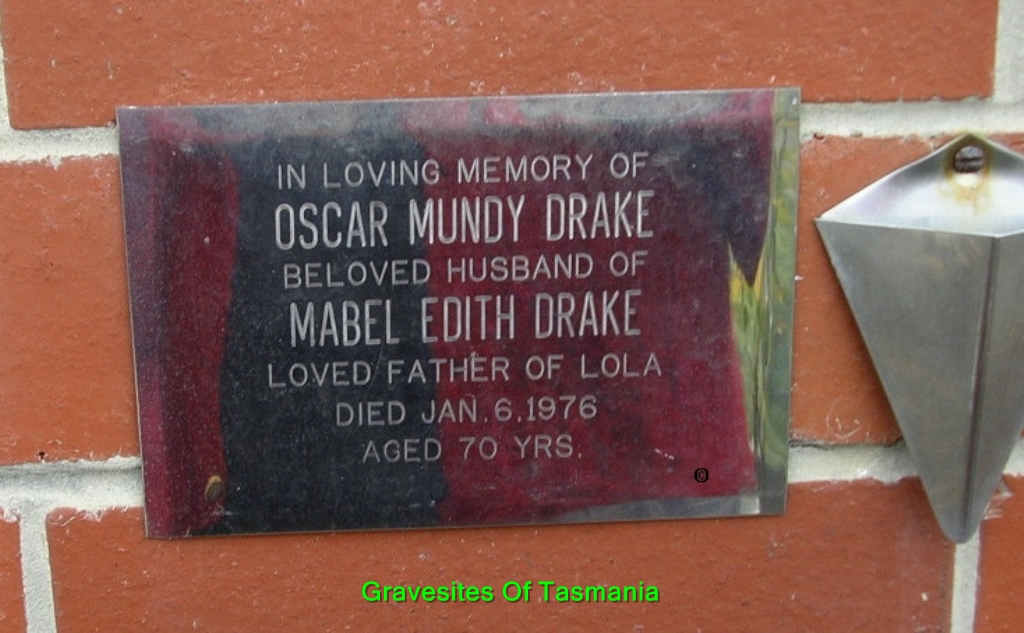 IN LOVING MEMORY OF
OSCAR MUNDY DRAKE
BELOVED HUSBAND OF
MABEL EDITH DRAKE
LOVED FATHER OF LOLA
DIED JAN.6.1976
AGED 70 YRS.
©
Gravesites Of Tasmania